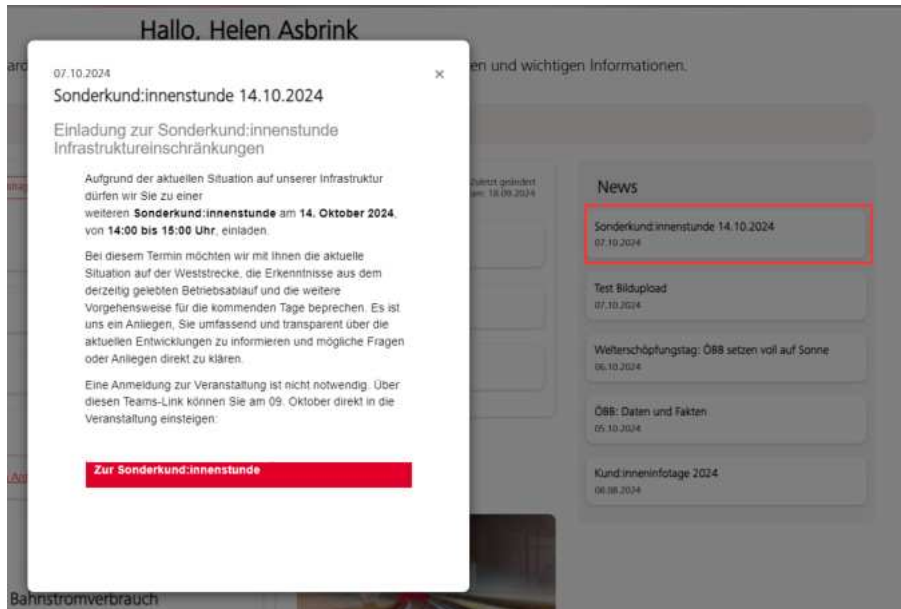 Hallo, Helen Asbrink
en und wichtigen Informationen.
07.10.2024
×
Sonderkund:innenstunde 14.10.2024
Einladung zur Sonderkund:innenstunde
Infrastruktureinschränkungen
Aufgrund der aktuellen Situation auf unserer Infrastruktur
dürfen wir Sie zu einer
weiteren Sonderkund:innenstunde am 14. Oktober 2024,
von 14:00 bis 15:00 Uhr, einladen.
Bei diesem Termin möchten wir mit Ihnen die aktuelle
Situation auf der Weststrecke, die Erkenntnisse aus dem
derzeitig gelebten Betriebsablauf und die weitere
Vorgehensweise für die kommenden Tage beprechen. Es ist
uns ein Anliegen, Sie umfassend und transparent über die
aktuellen Entwicklungen zu informieren und mögliche Fragen
oder Anliegen direkt zu klären.
Eine Anmeldung zur Veranstaltung ist nicht notwendig. Über
diesen Teams-Link können Sie am 09. Oktober direkt in die
Veranstaltung einsteigen:
Zur Sonderkund:innenstunde
Zuletzt geändert
am: 18.09.2024
News
Sonderkund:innenstunde 14.10.2024
07.10.2024
Test Bildupload
07.10.2024
Welterschöpfungstag: ÖBB setzen voll auf Sonne
06.10.2024
ÖBB: Daten und Fakten
05.10.2024
Kund:inneninfotage 2024
08.2024
Bahnstromverbrauch